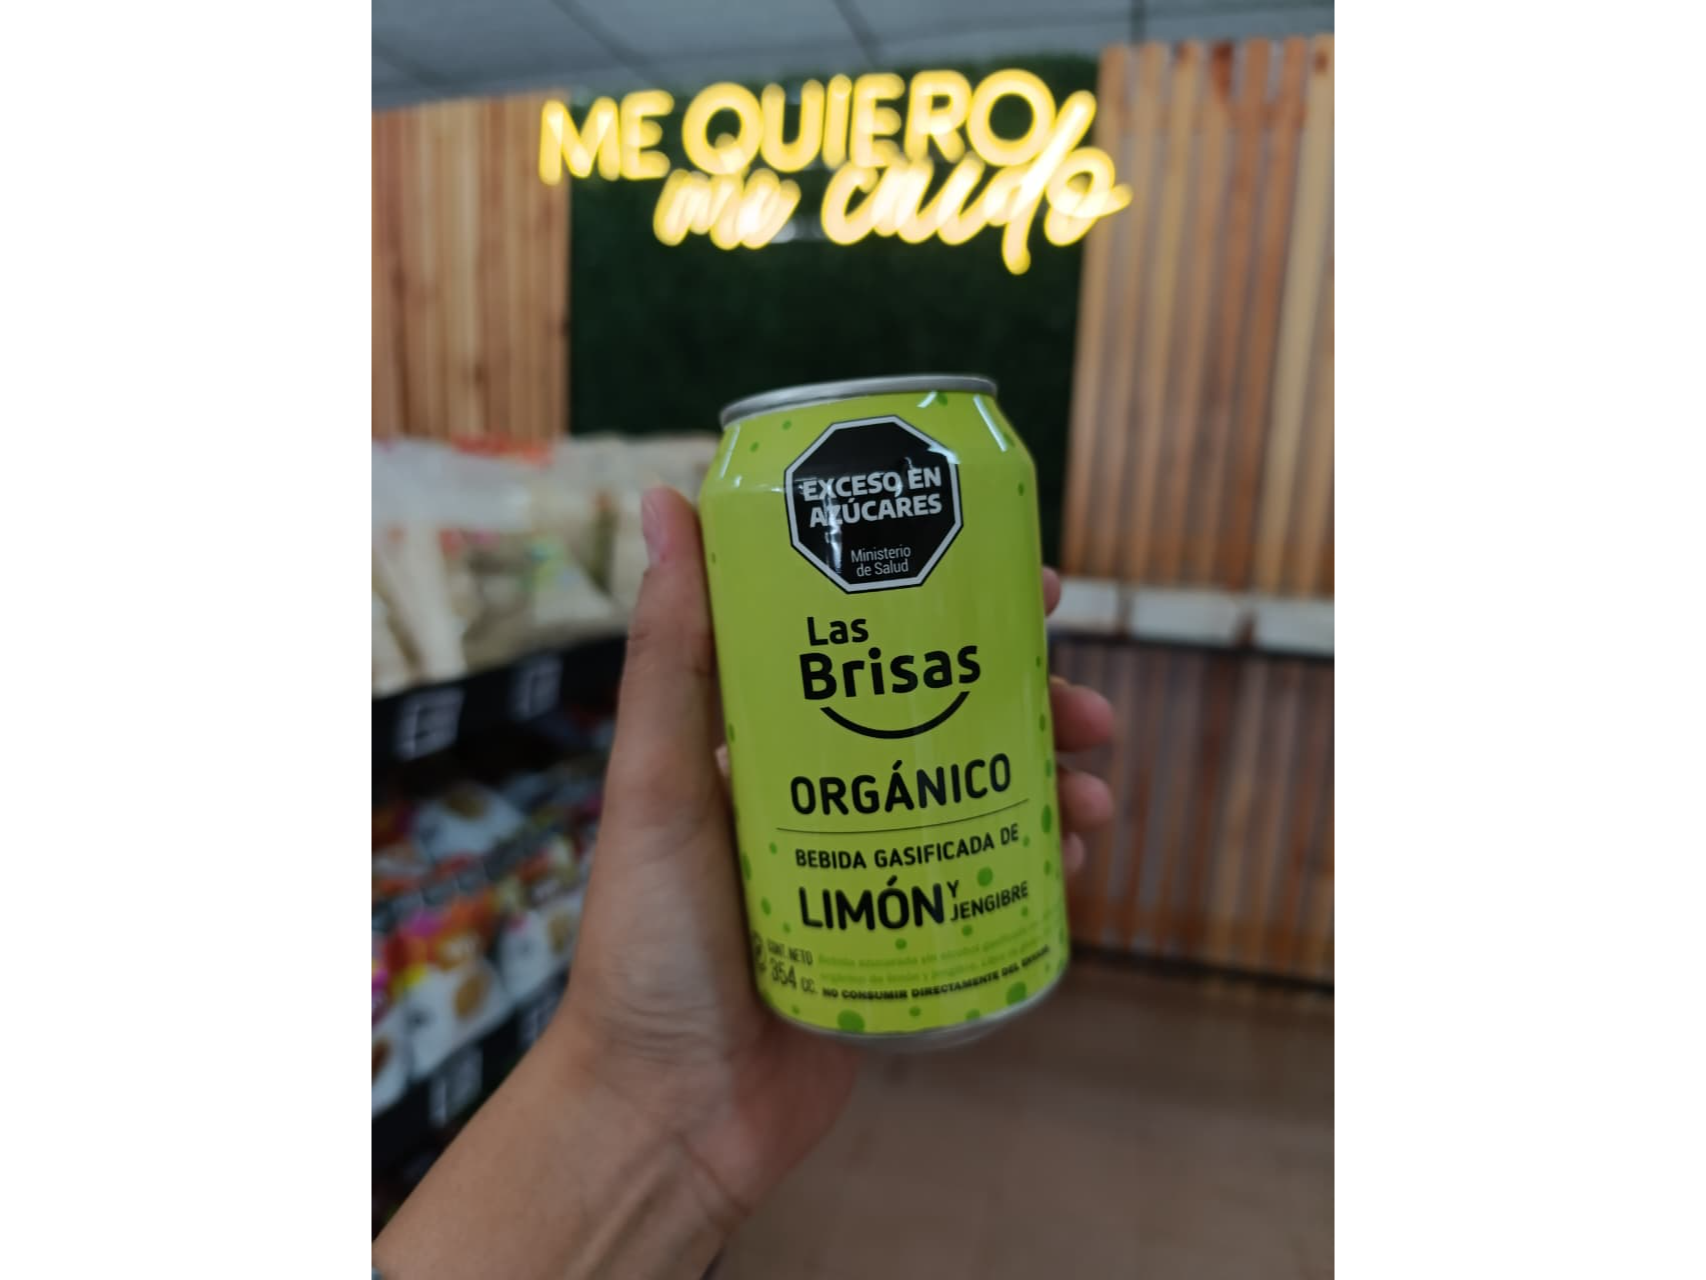 ME QUIERO
me cuido
EXCESO EN
AZÚCARES
Ministerio
de Salud
Las
Brisas
ORGÁNICO
BEBIDA GASIFICADA DE
LIMÓN Y
JENGIBRE
CONT. NETO
354 cc.
NO CONSUMIR DIRECTAMENTE DEL ENVASE